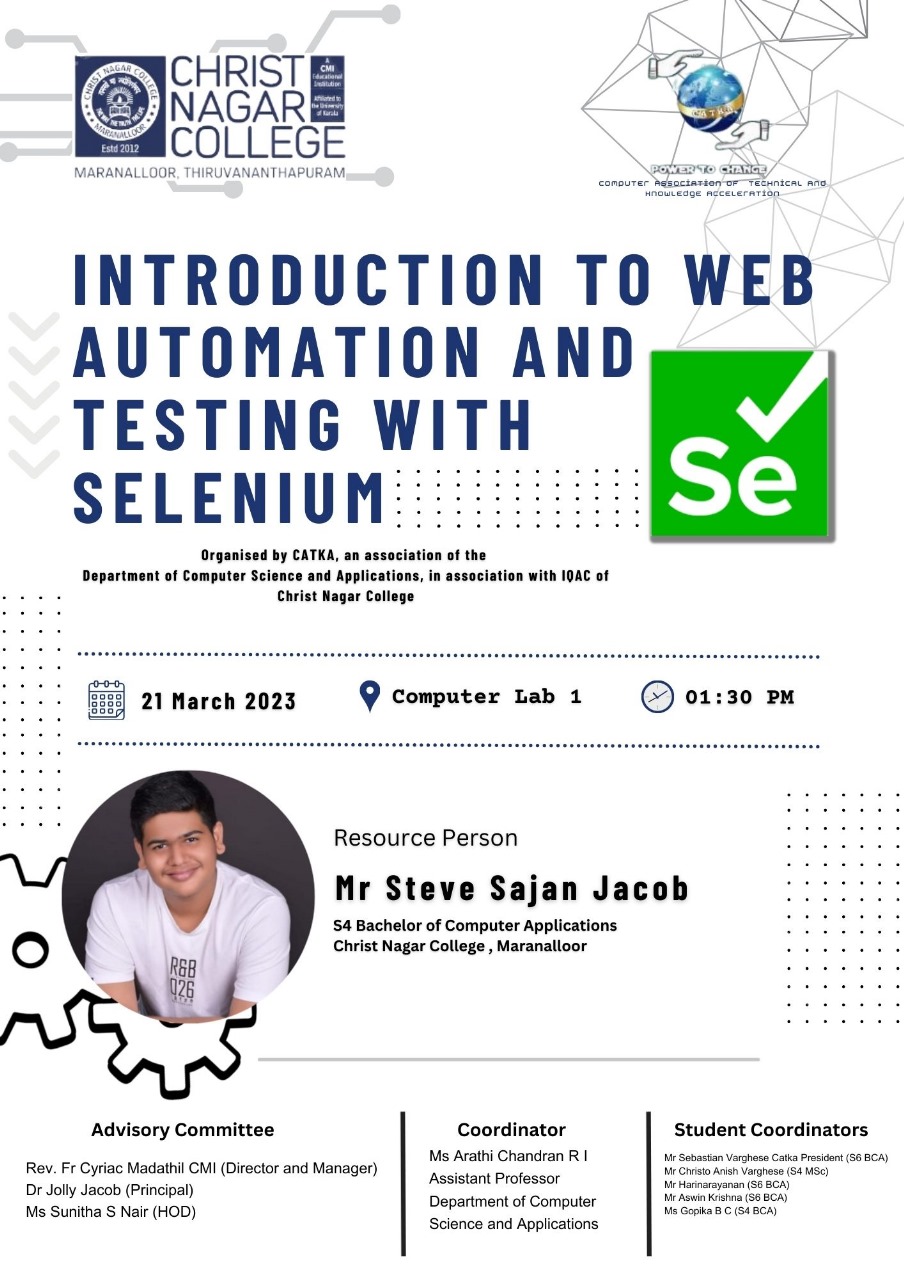 CHRIST NAGAR COLLEGE
MARANALLOOR
Estd 2012
CHRIST
NAGAR
COLLEGE
A
CMI
Educational
Institution
Affiliated to
the University
of Kerala
MARANALLOOR, THIRUVANANTHAPURAM
CATKA
POWER TO CHANGE
COMPUTER ASSOCIATION OF TECHNICAL AND
KNOWLEDGE ACCELERATION
INTRODUCTION TO WEB
AUTOMATION AND
TESTING WITH
SELENIUM
Se
Organised by CATKA, an association of the
Department of Computer Science and Applications, in association with IQAC of
Christ Nagar College
21 March 2023
Computer Lab 1
01:30 PM
Resource Person
Mr Steve Sajan Jacob
S4 Bachelor of Computer Applications
Christ Nagar College , Maranalloor
R&B
026
Advisory Committee
Rev. Fr Cyriac Madathil CMI (Director and Manager)
Dr Jolly Jacob (Principal)
Ms Sunitha S Nair (HOD)
Coordinator
Ms Arathi Chandran R I
Assistant Professor
Department of Computer
Science and Applications
Student Coordinators
Mr Sebastian Varghese Catka President (S6 BCA)
Mr Christo Anish Varghese (S4 MSc)
Mr Harinarayanan (S6 BCA)
Mr Aswin Krishna (S6 BCA)
Ms Gopika B C (S4 BCA)